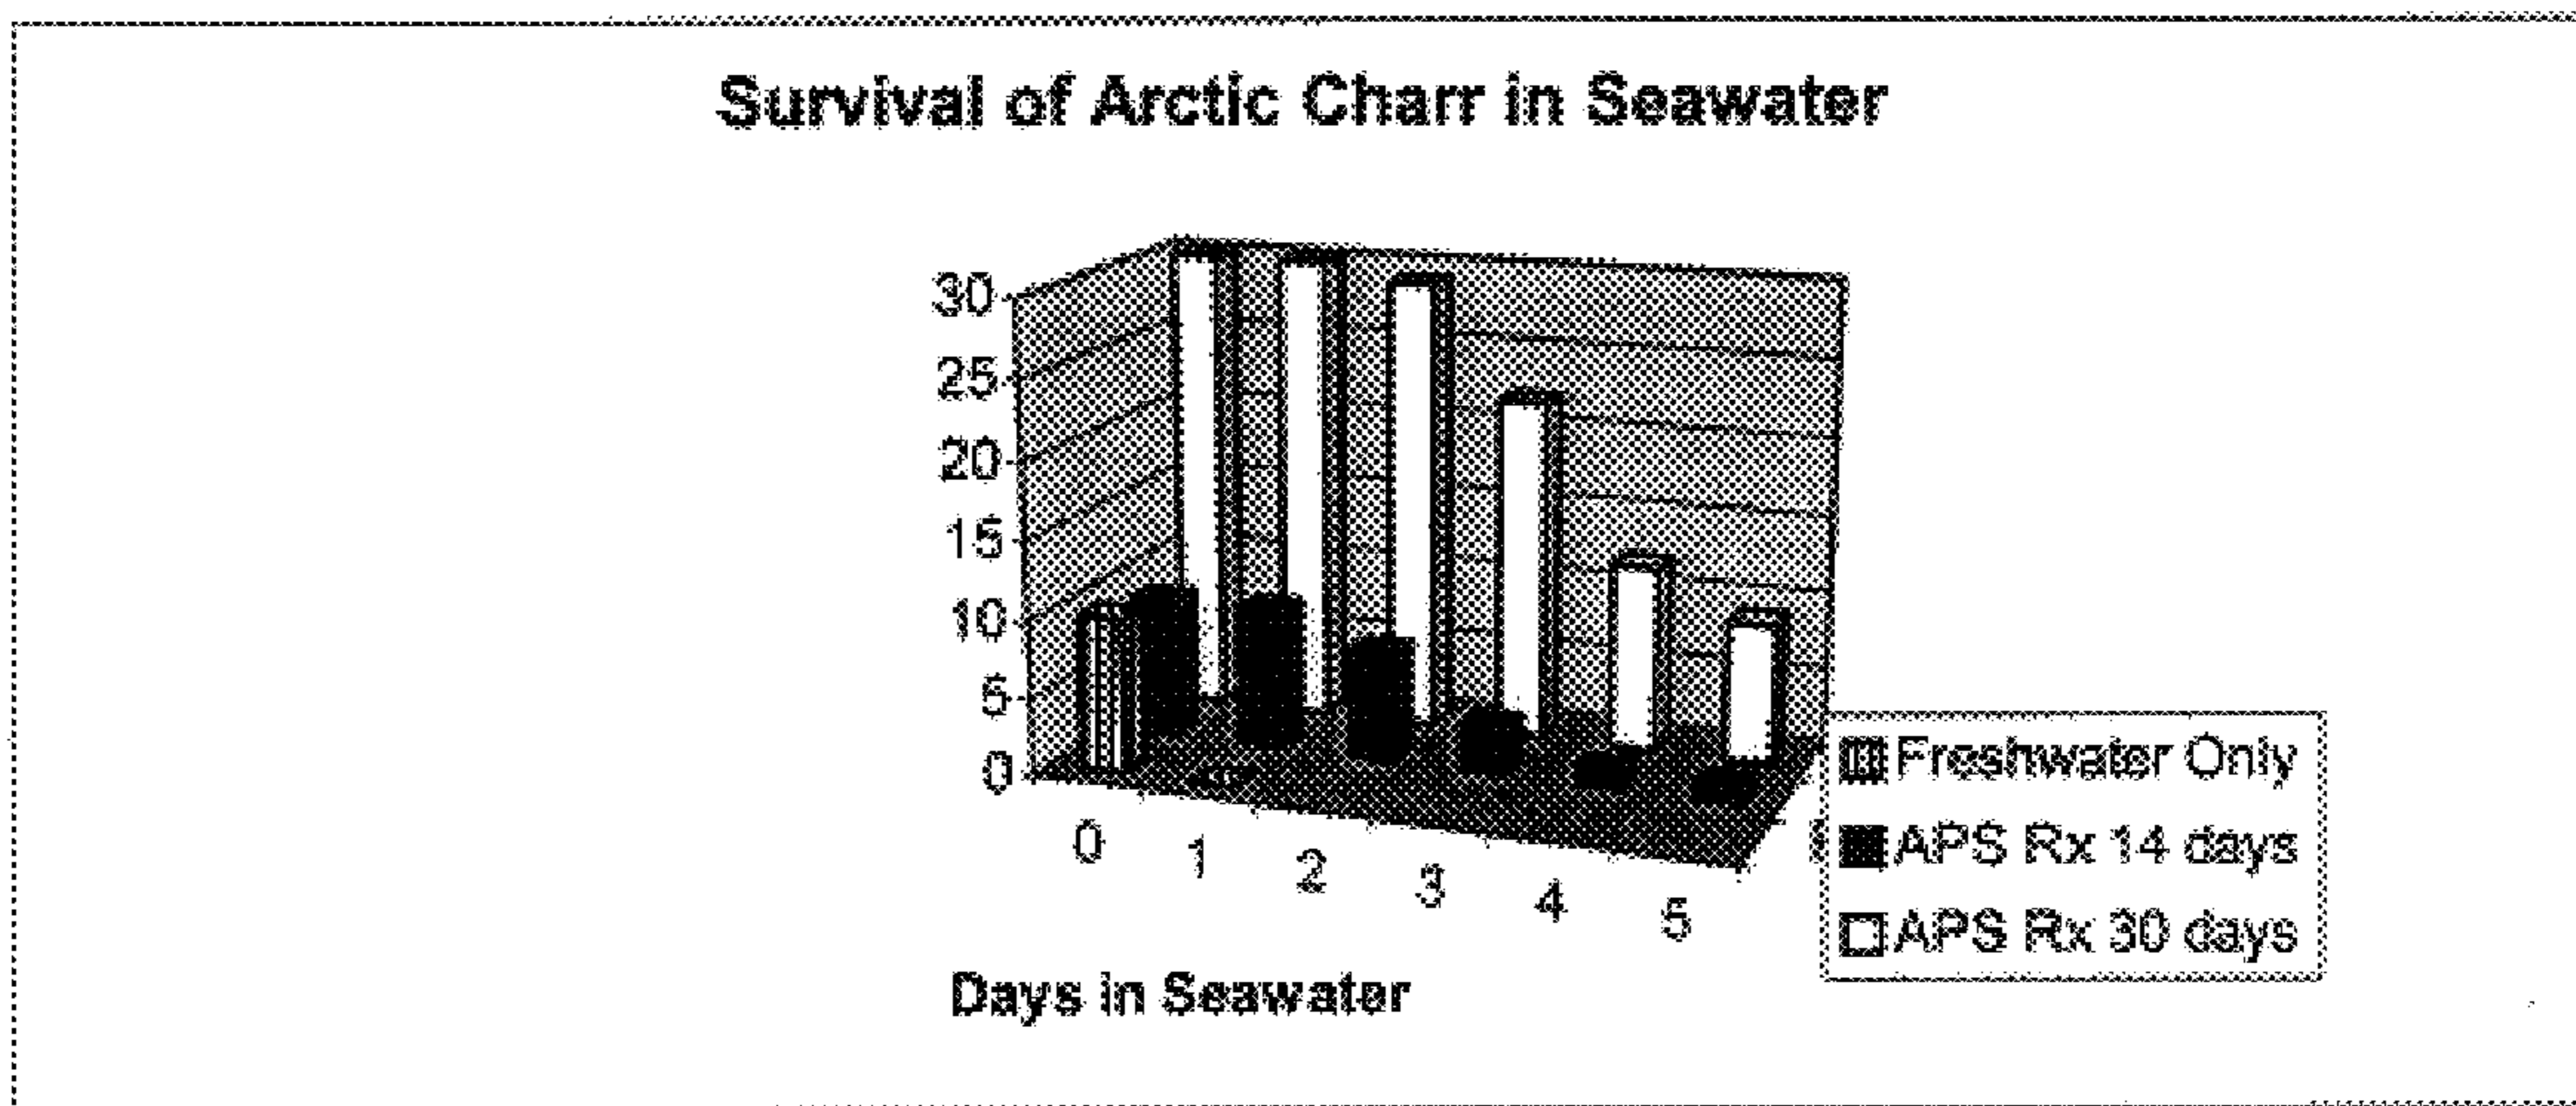 Survival of Arctic Charr in Seawater
30
25
20
15
10
5
0
0 1 2 3 4 5
Days in Seawater
Freshwater Only
APS Rx 14 days
APS Rx 30 days